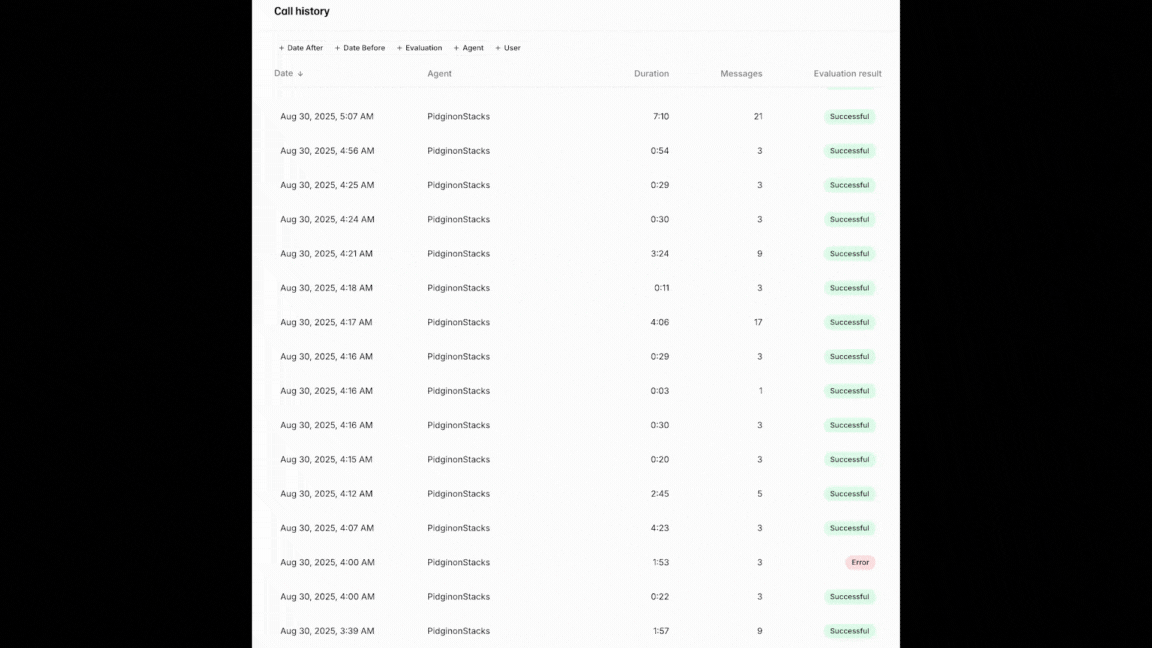 Call history
+ Date After + Date Before + Evaluation + Agent + User
Date ↓ Agent Duration Messages Evaluation result
Aug 30, 2025, 5:07 AM PidginonStacks 7:10 21 Successful
Aug 30, 2025, 4:56 AM PidginonStacks 0:54 3 Successful
Aug 30, 2025, 4:25 AM PidginonStacks 0:29 3 Successful
Aug 30, 2025, 4:24 AM PidginonStacks 0:30 3 Successful
Aug 30, 2025, 4:21 AM PidginonStacks 3:24 9 Successful
Aug 30, 2025, 4:18 AM PidginonStacks 0:11 3 Successful
Aug 30, 2025, 4:17 AM PidginonStacks 4:06 17 Successful
Aug 30, 2025, 4:16 AM PidginonStacks 0:29 3 Successful
Aug 30, 2025, 4:16 AM PidginonStacks 0:03 1 Successful
Aug 30, 2025, 4:16 AM PidginonStacks 0:30 3 Successful
Aug 30, 2025, 4:15 AM PidginonStacks 0:20 3 Successful
Aug 30, 2025, 4:12 AM PidginonStacks 2:45 5 Successful
Aug 30, 2025, 4:07 AM PidginonStacks 4:23 3 Successful
Aug 30, 2025, 4:00 AM PidginonStacks 1:53 3 Error
Aug 30, 2025, 4:00 AM PidginonStacks 0:22 3 Successful
Aug 30, 2025, 3:39 AM PidginonStacks 1:57 9 Successful